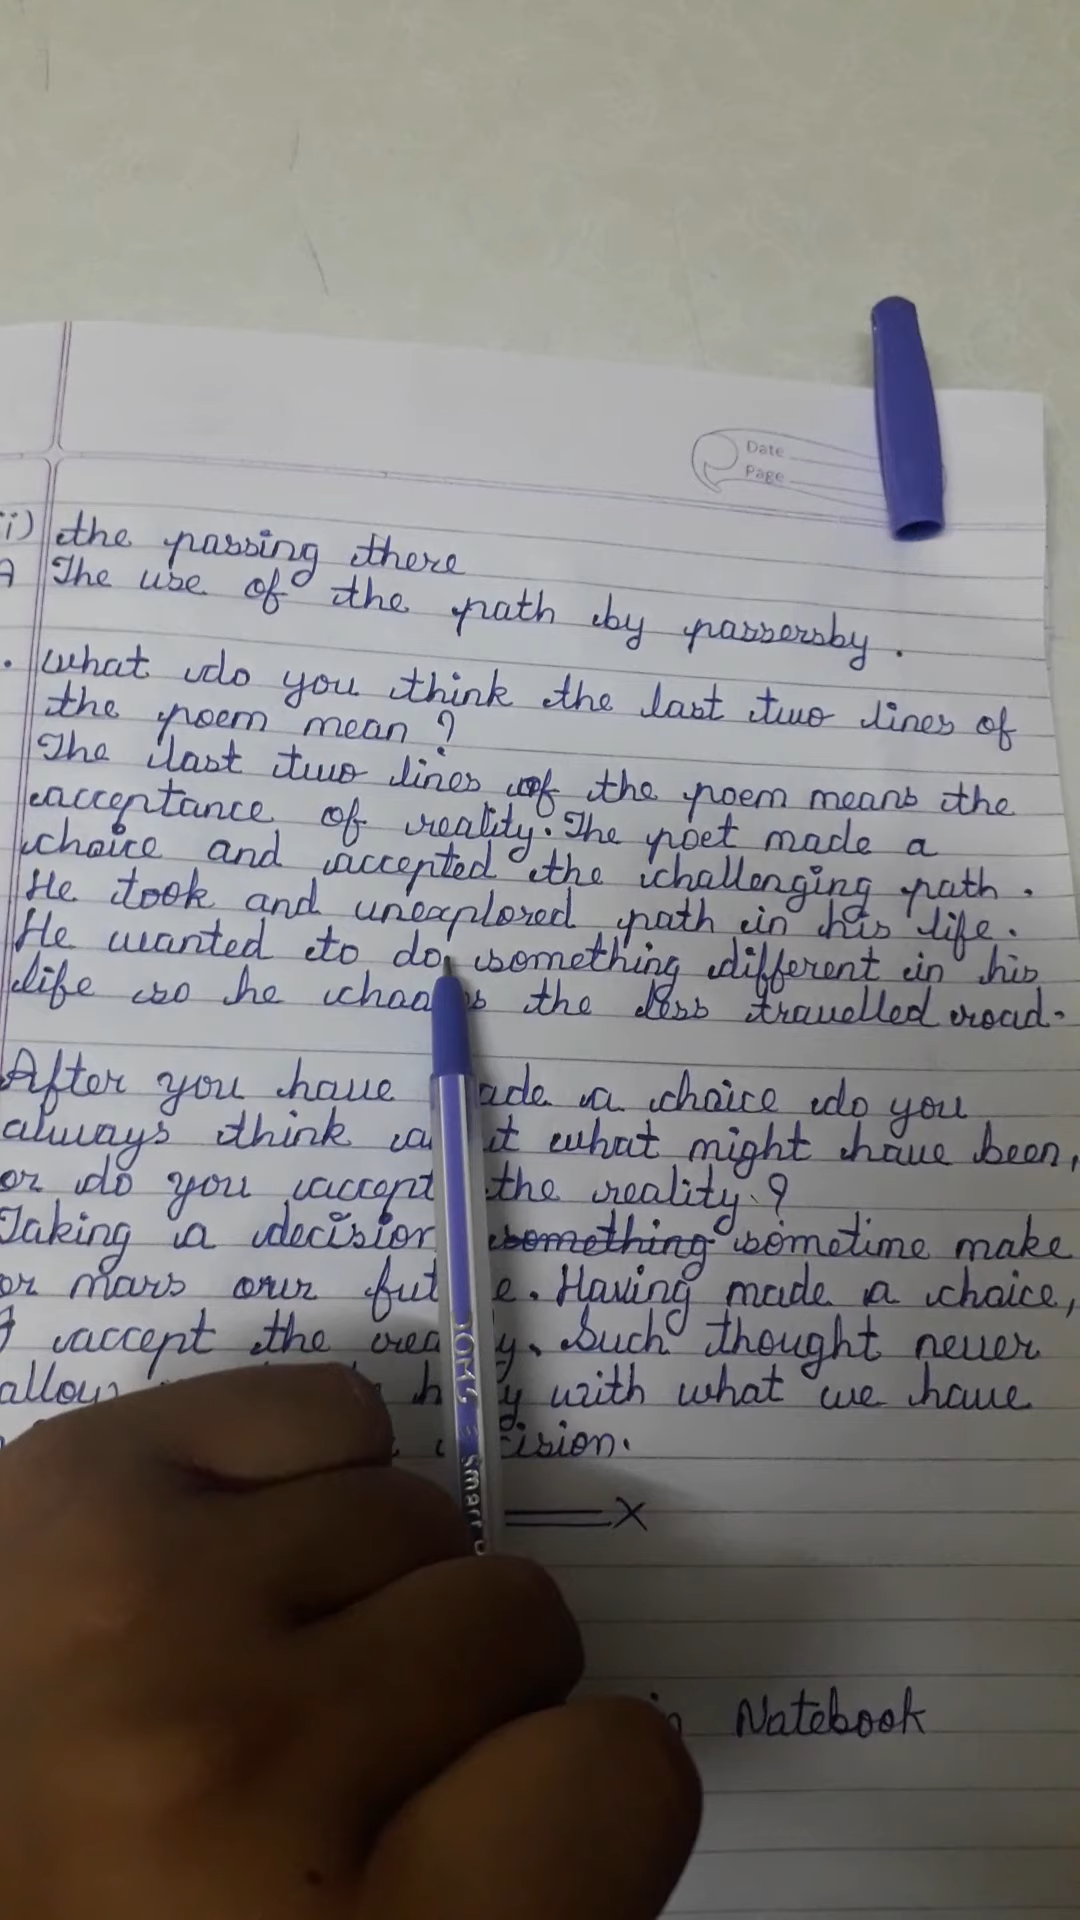 Date
Page
ii) the passing there
A The use of the path by passersby.
. What do you think the last two lines of
the poem mean?
The last two lines of the poem means the
acceptance of reality. The poet made a
choice and accepted the challenging path.
He took and unexplored path in his life.
He wanted to do something different in his
life so he the less travelled road.
After you have a choice do you
always think what might have been,
or do you accept the reality?
Taking a decision something sometime make
or mars our. Having made a choice,
I accept the. Such thought never
with what we have
DOMS
Notebook